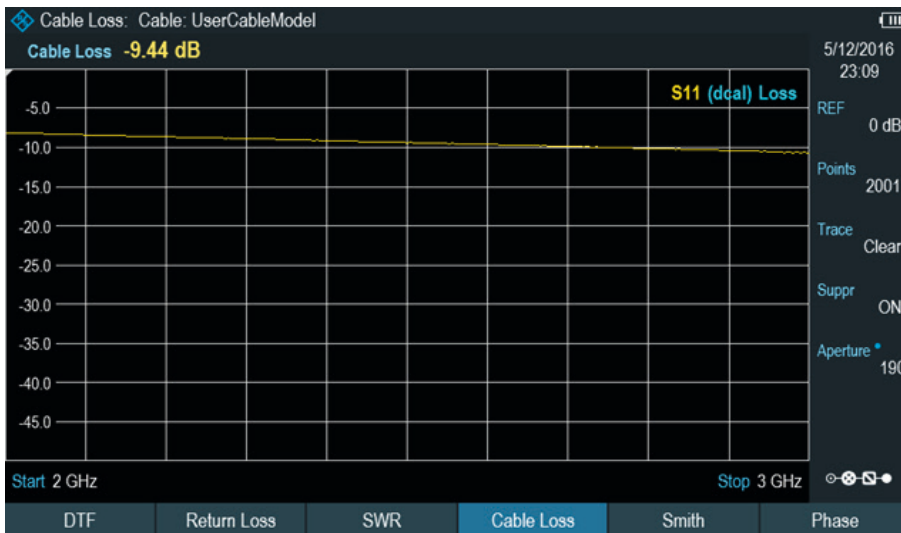 Cable Loss: Cable: UserCableModel
Cable Loss -9.44 dB
5/12/2016
23:09
S11 (dcal) Loss
-5.0
-10.0
-15.0
-20.0
-25.0
-30.0
-35.0
-40.0
-45.0
REF
0 dB
Points
2001
Trace
Clear
Suppr
ON
Aperture
190
Start 2 GHz
Stop 3 GHz
DTF
Return Loss
SWR
Cable Loss
Smith
Phase